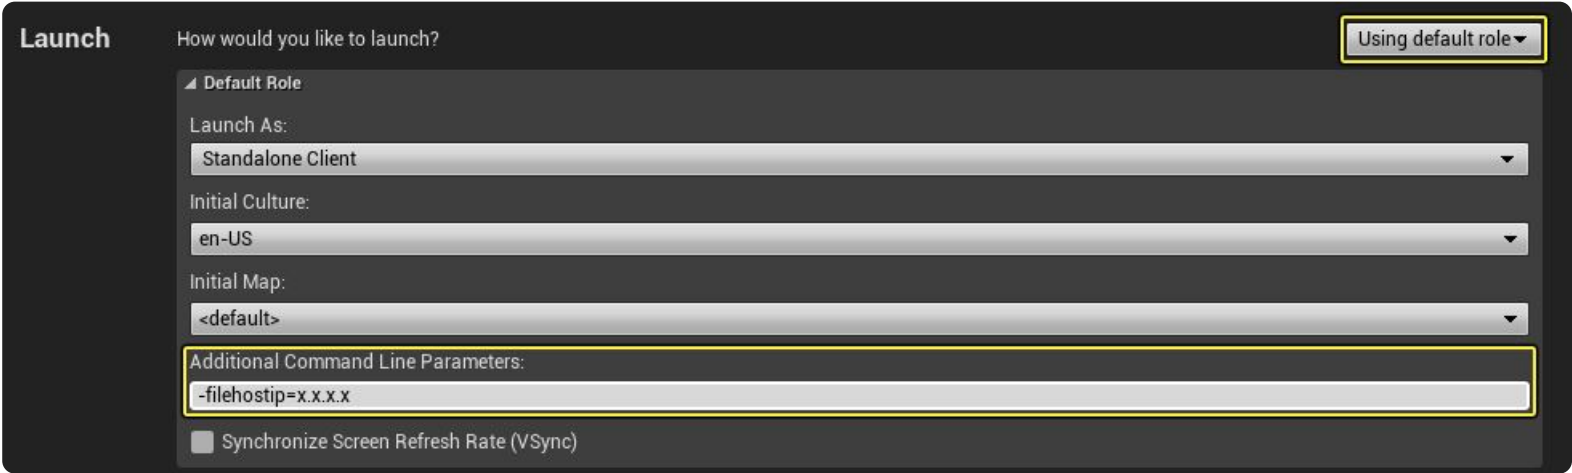 Launch
How would you like to launch?
Using default role
Default Role
Launch As:
Standalone Client
Initial Culture:
en-US
Initial Map:
<default>
Additional Command Line Parameters:
-filehostip=x.x.x.x
Synchronize Screen Refresh Rate (VSync)